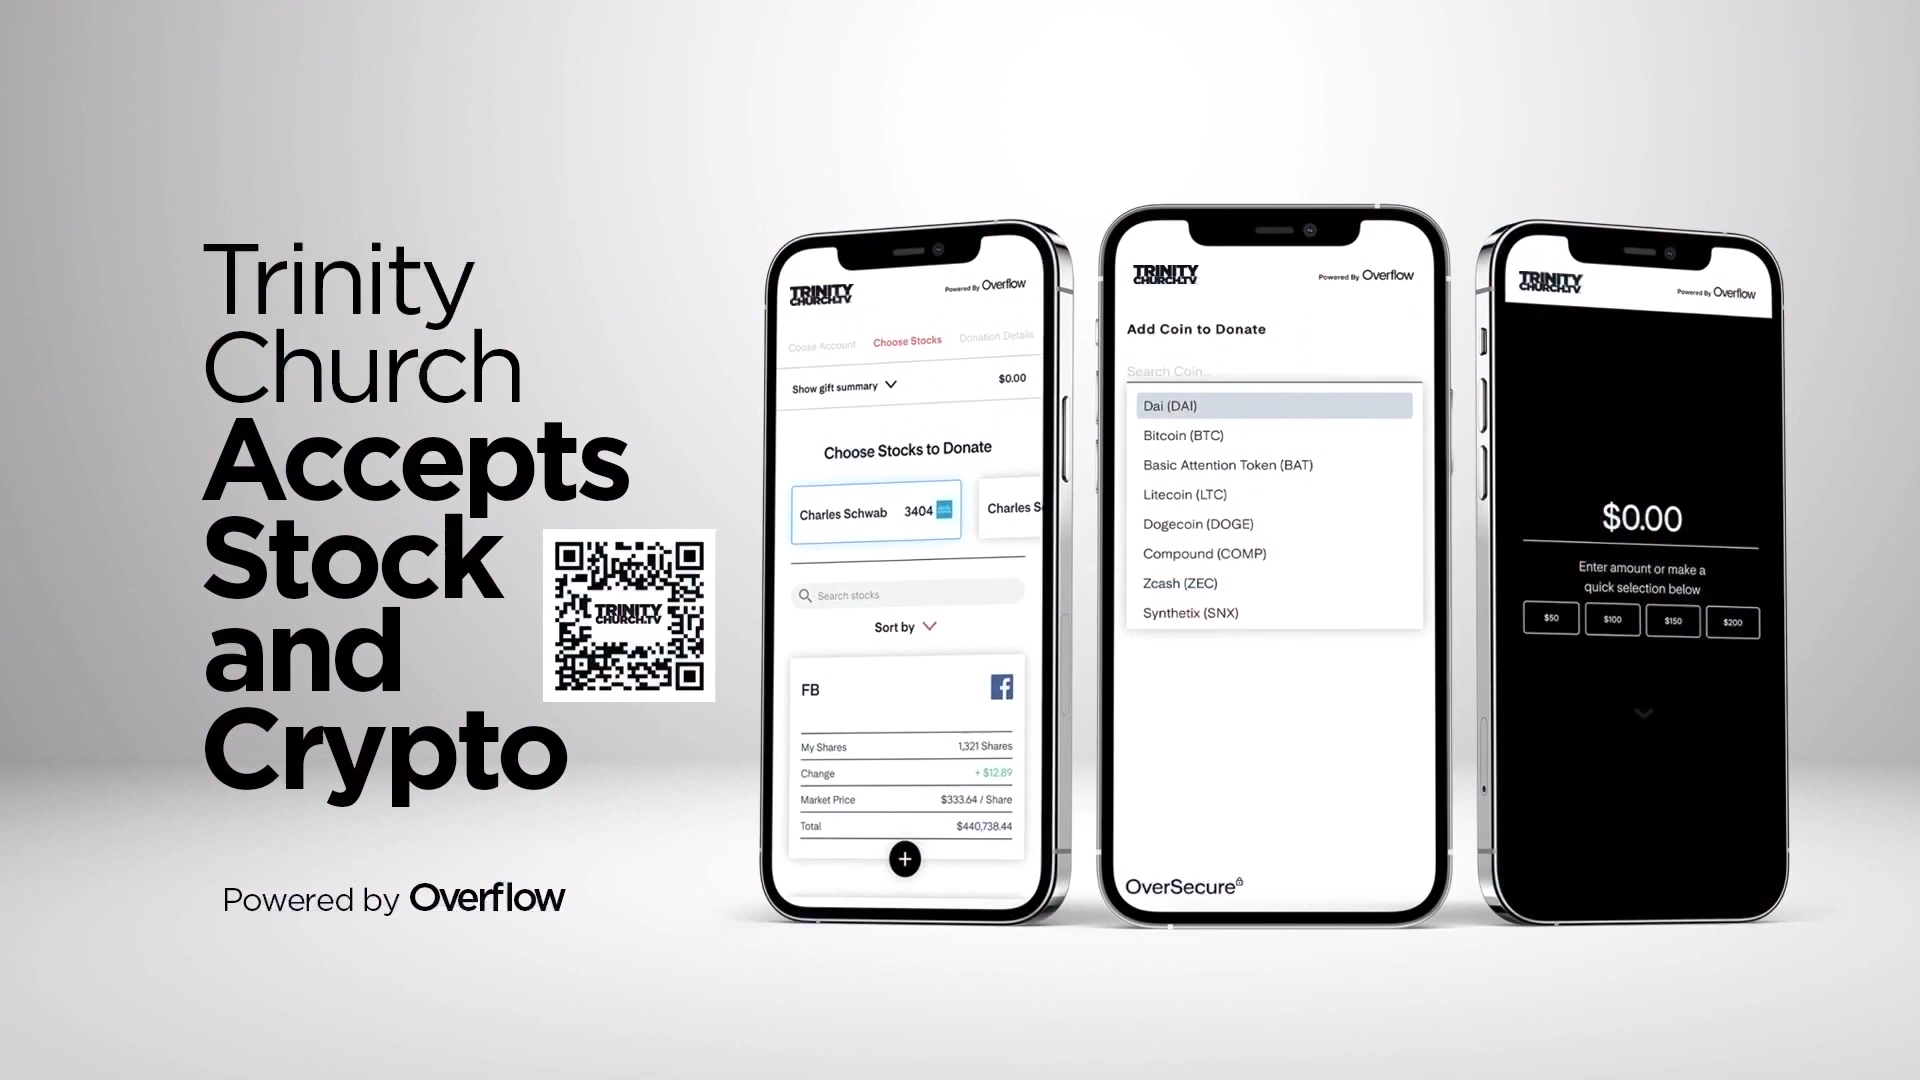 Trinity
Church
Accepts
Stock
and
Crypto
TRINITY
CHURCH.TV
Powered by Overflow
TRINITY
CHURCH.TV
Powered By Overflow
Coose Account Choose Stocks Donation Details
Show gift summary $0.00
Choose Stocks to Donate
Charles Schwab 3404
Charles S
Search stocks
Sort by
FB
My Shares 1,321 Shares
Change + $12.89
Market Price $333.64 / Share
Total $440,738.44
+
TRINITY
CHURCH.TV
Powered By Overflow
Add Coin to Donate
Search Coin...
Dai (DAI)
Bitcoin (BTC)
Basic Attention Token (BAT)
Litecoin (LTC)
Dogecoin (DOGE)
Compound (COMP)
Zcash (ZEC)
Synthetix (SNX)
OverSecure
TRINITY
CHURCH.TV
Powered By Overflow
$0.00
Enter amount or make a
quick selection below
$50 $100 $150 $200